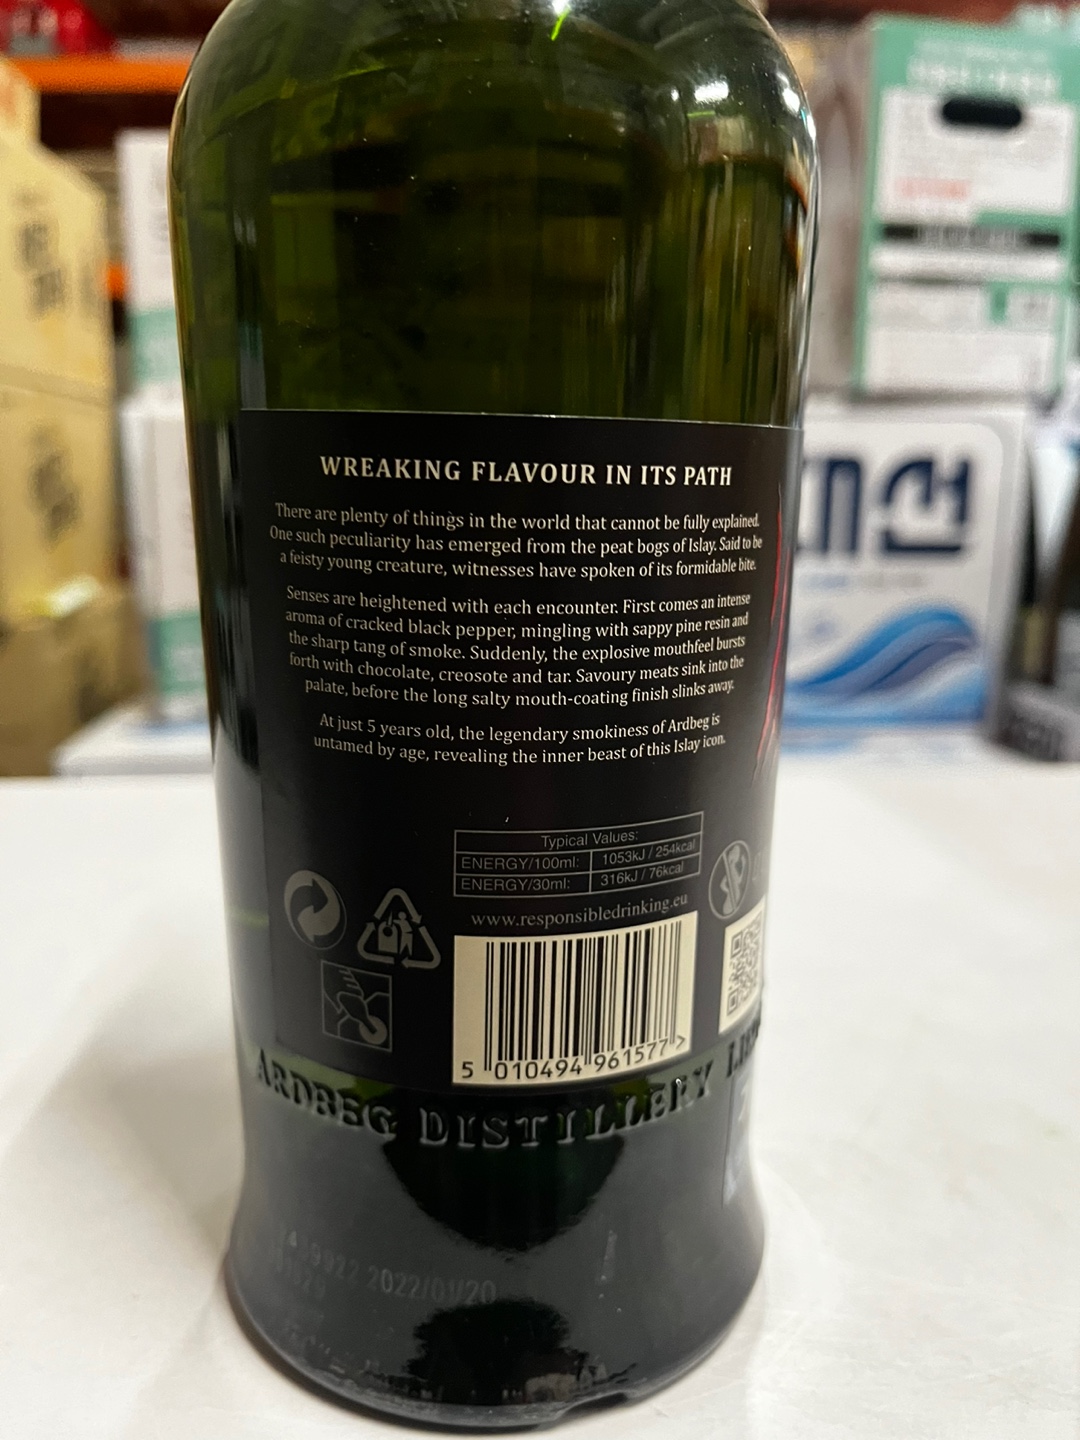 WREAKING FLAVOUR IN ITS PATH
There are plenty of things in the world that cannot be fully explained.
One such peculiarity has emerged from the peat bogs of Islay. Said to be
a feisty young creature, witnesses have spoken of its formidable bite.
Senses are heightened with each encounter. First comes an intense
aroma of cracked black pepper, mingling with sappy pine resin and
the sharp tang of smoke. Suddenly, the explosive mouthfeel bursts
forth with chocolate, creosote and tar. Savoury meats sink into the
palate, before the long salty mouth-coating finish slinks away.
At just 5 years old, the legendary smokiness of Ardbeg is
untamed by age, revealing the inner beast of this Islay icon.
Typical Values:
ENERGY/100ml: 1053kJ / 254kcal
ENERGY/30ml: 316kJ / 76kcal
www.responsibledrinking.eu
5 010494 961577 >
ARDBEG DISTILLERY
2022/01/20